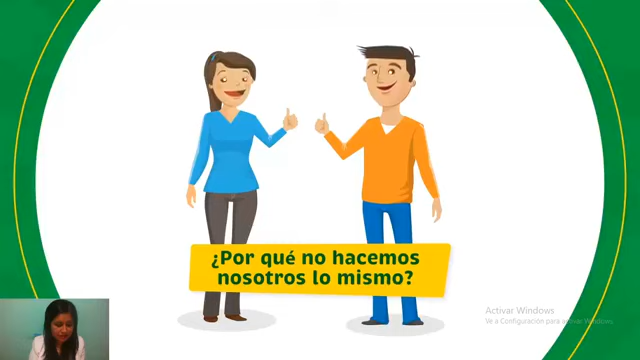 ¿Por qué no hacemos
nosotros lo mismo?
Activar Windows
Ve a Configuración para activar Windows.